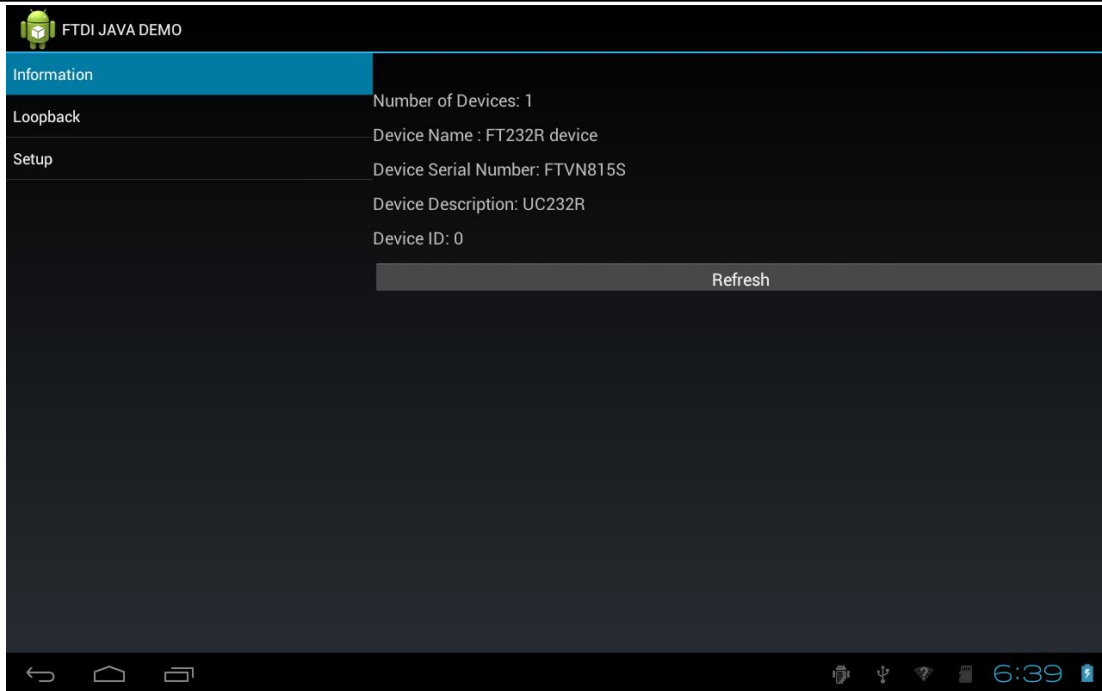 FTDI JAVA DEMO
Information
Loopback
Setup
Number of Devices: 1
Device Name : FT232R device
Device Serial Number: FTVN815S
Device Description: UC232R
Device ID: 0
Refresh
6:39